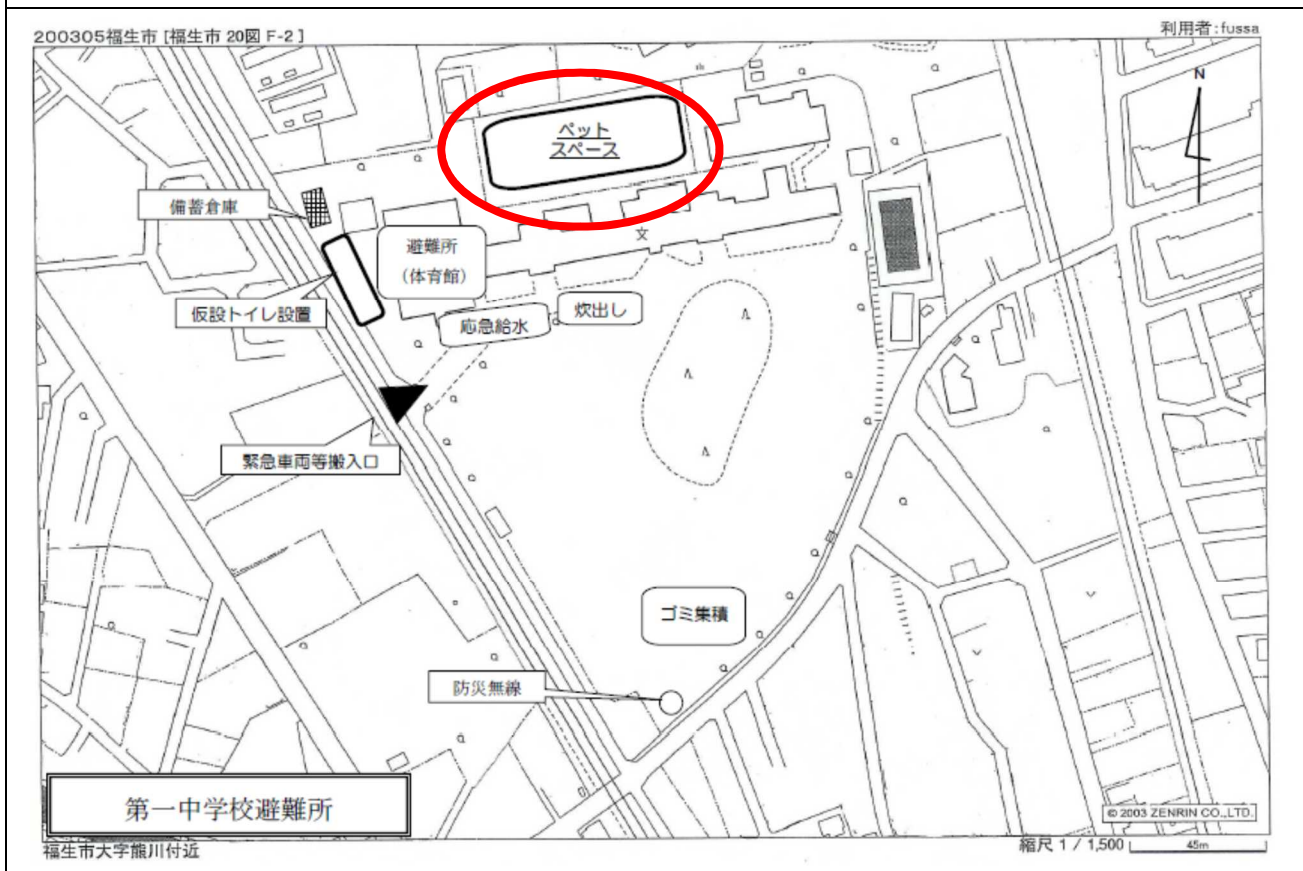 200305福生市 [福生市 20図 F-2 ]
利用者:fussa
N
ペット
スペース
備蓄倉庫
避難所
(体育館)
文
仮設トイレ設置
応急給水
炊出し
緊急車両等搬入口
ゴミ集積
防災無線
第一中学校避難所
© 2003 ZENRIN CO.,LTD.
福生市大字熊川付近
縮尺 1 / 1,500
45m